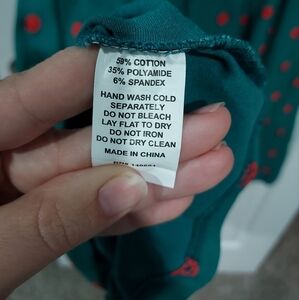 59% COTTON
35% POLYAMIDE
6% SPANDEX
HAND WASH COLD
SEPARATELY
DO NOT BLEACH
LAY FLAT TO DRY
DO NOT IRON
DO NOT DRY CLEAN
MADE IN CHINA